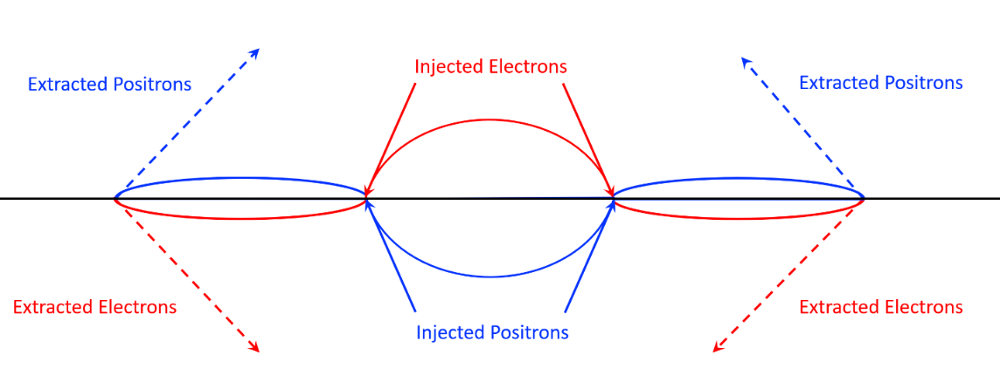 Injected Electrons
Extracted Positrons
Extracted Positrons
Extracted Electrons
Extracted Electrons
Injected Positrons